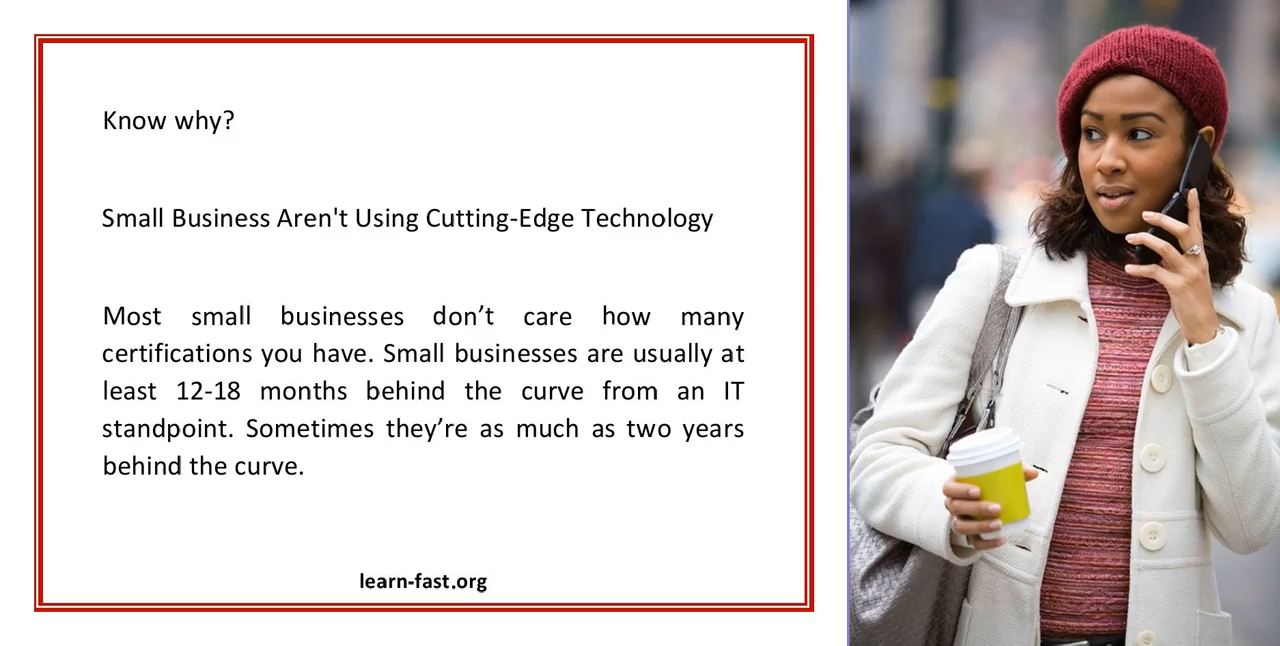 Know why?
Small Business Aren't Using Cutting-Edge Technology
Most small businesses don’t care how many
certifications you have. Small businesses are usually at
least 12-18 months behind the curve from an IT
standpoint. Sometimes they’re as much as two years
behind the curve.
learn-fast.org